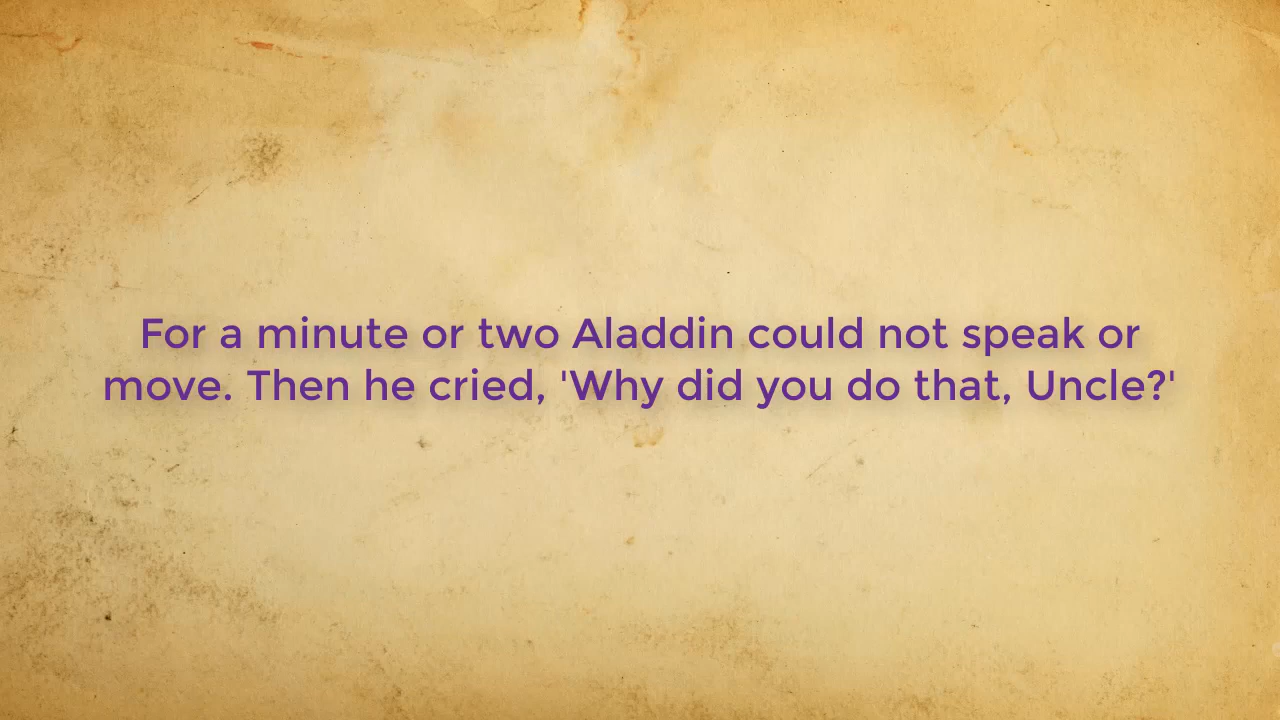 For a minute or two Aladdin could not speak or
move. Then he cried, 'Why did you do that, Uncle?'